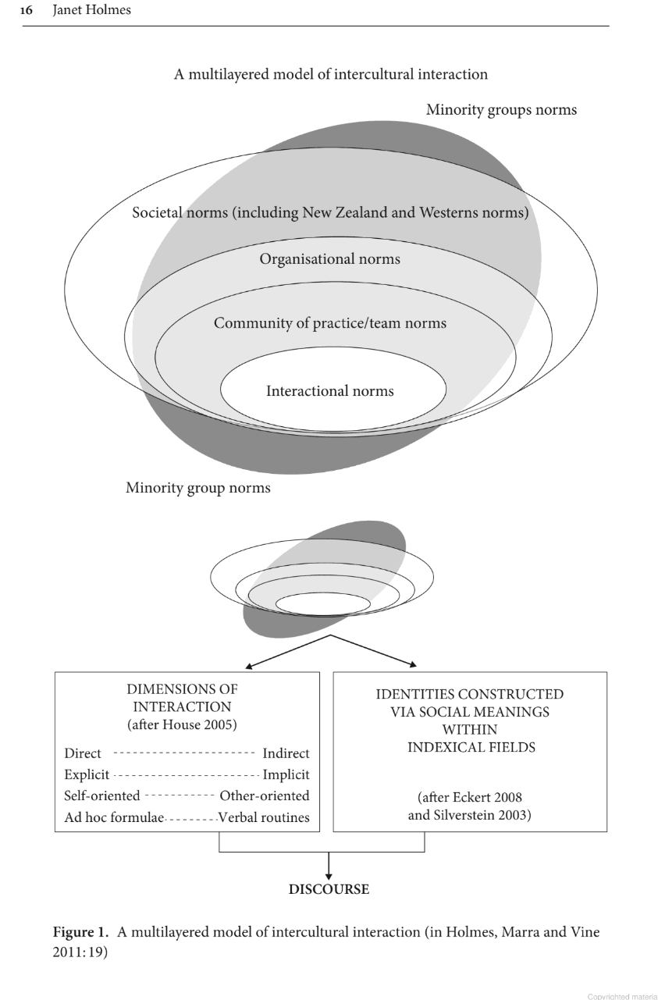 16 Janet Holmes
A multilayered model of intercultural interaction
Minority groups norms
Societal norms (including New Zealand and Westerns norms)
Organisational norms
Community of practice/team norms
Interactional norms
Minority group norms
DIMENSIONS OF
INTERACTION
(after House 2005)
Direct ---------------------- Indirect
Explicit ----------------------- Implicit
Self-oriented ---------- Other-oriented
Ad hoc formulae--------Verbal routines
IDENTITIES CONSTRUCTED
VIA SOCIAL MEANINGS
WITHIN
INDEXICAL FIELDS
(after Eckert 2008
and Silverstein 2003)
DISCOURSE
Figure 1. A multilayered model of intercultural interaction (in Holmes, Marra and Vine
2011:19)
Copyrighted materia